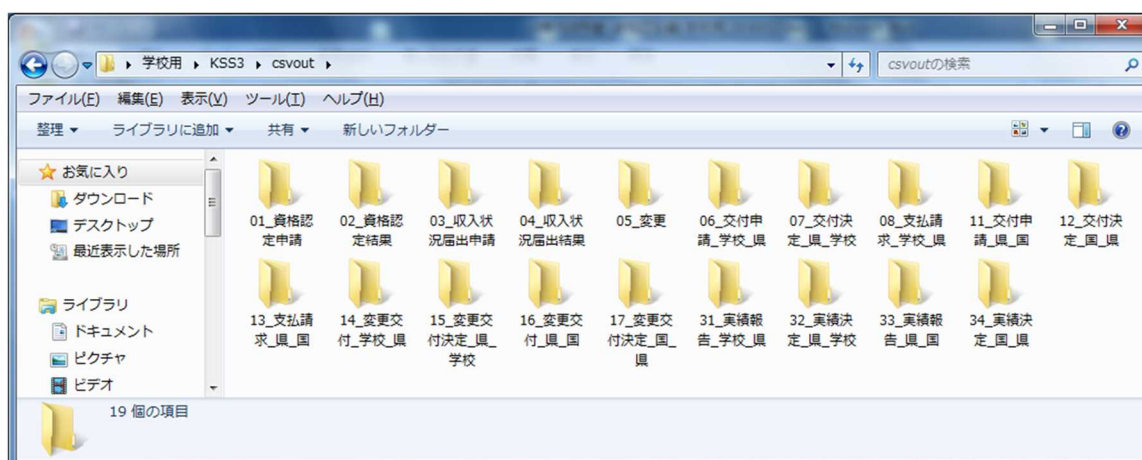 学校用 ▸ KSS3 ▸ csvout ▸
csvoutの検索
ファイル(F) 編集(E) 表示(V) ツール(T) ヘルプ(H)
整理 ▼ ライブラリに追加 ▼ 共有 ▼ 新しいフォルダー
お気に入り
ダウンロード
デスクトップ
最近表示した場所
ライブラリ
ドキュメント
ピクチャ
ビデオ
01_資格認
定申請
02_資格認
定結果
03_収入状
況届出申請
04_収入状
況届出結果
05_変更
06_交付申
請_学校_県
07_交付決
定_県_学校
08_支払請
求_学校_県
11_交付申
請_県_国
12_交付決
定_国_県
13_支払請
求_県_国
14_変更交
付_学校_県
15_変更交
付決定_県_
学校
16_変更交
付_県_国
17_変更交
付決定_国_
県
31_実績報
告_学校_県
32_実績決
定_県_学校
33_実績報
告_県_国
34_実績決
定_国_県
19 個の項目